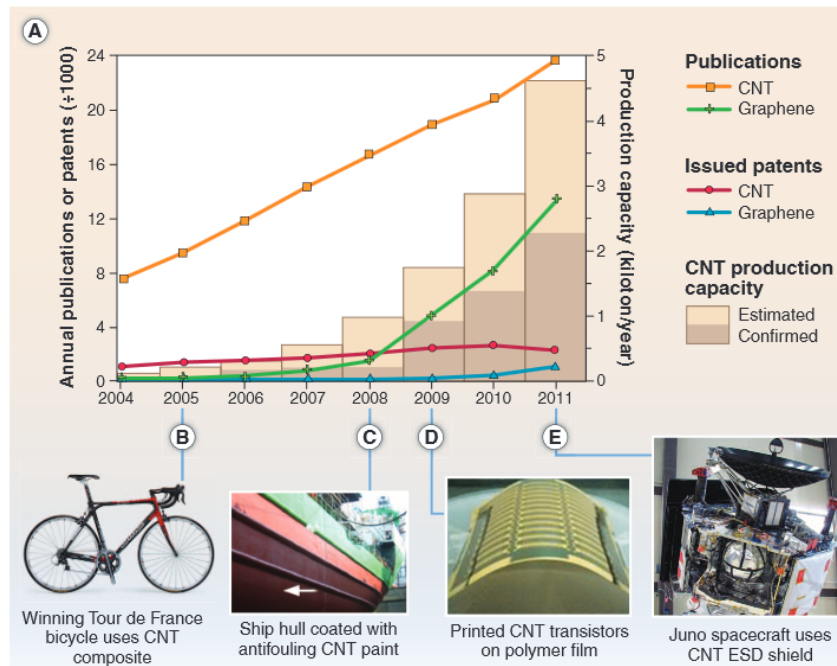 A
Annual publications or patents (÷1000)
24
20
16
12
8
4
0
5
4
3
2
1
0
Production capacity (kiloton/year)
2004 2005 2006 2007 2008 2009 2010 2011
Publications
CNT
Graphene
Issued patents
CNT
Graphene
CNT production
capacity
Estimated
Confirmed
B
C
D
E
Winning Tour de France
bicycle uses CNT
composite
Ship hull coated with
antifouling CNT paint
Printed CNT transistors
on polymer film
Juno spacecraft uses
CNT ESD shield